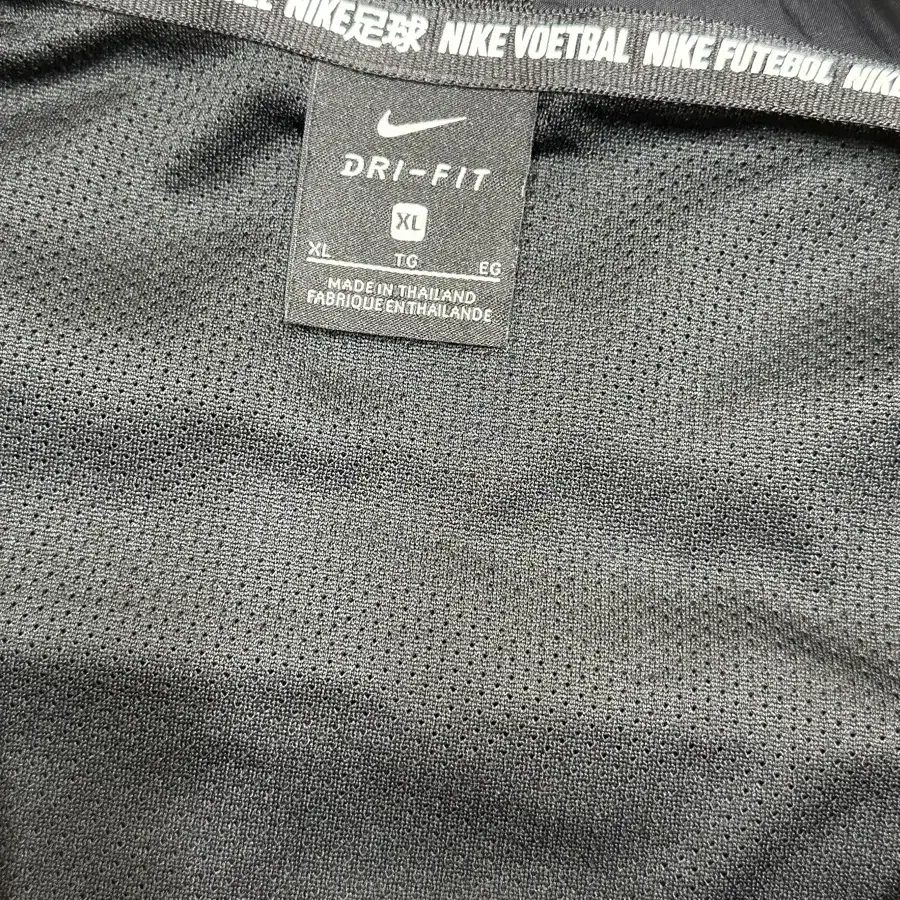 NIKE足球 NIKE VOETBAL NIKE FUTEBOL NIKE
DRI-FIT
XL
XL TG EG
MADE IN THAILAND
FABRIQUE EN THAILANDE